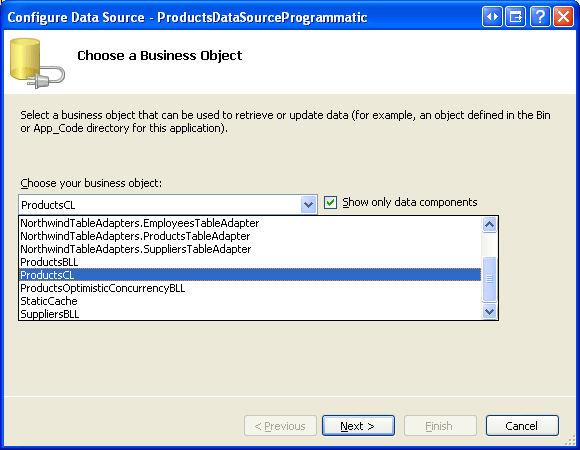 Configure Data Source - ProductsDataSourceProgrammatic
Choose a Business Object
Select a business object that can be used to retrieve or update data (for example, an object defined in the Bin
or App_Code directory for this application).
Choose your business object:
ProductsCL
Show only data components
NorthwindTableAdapters.EmployeesTableAdapter
NorthwindTableAdapters.ProductsTableAdapter
NorthwindTableAdapters.SuppliersTableAdapter
ProductsBLL
ProductsCL
ProductsOptimisticConcurrencyBLL
StaticCache
SuppliersBLL
< Previous
Next >
Finish
Cancel